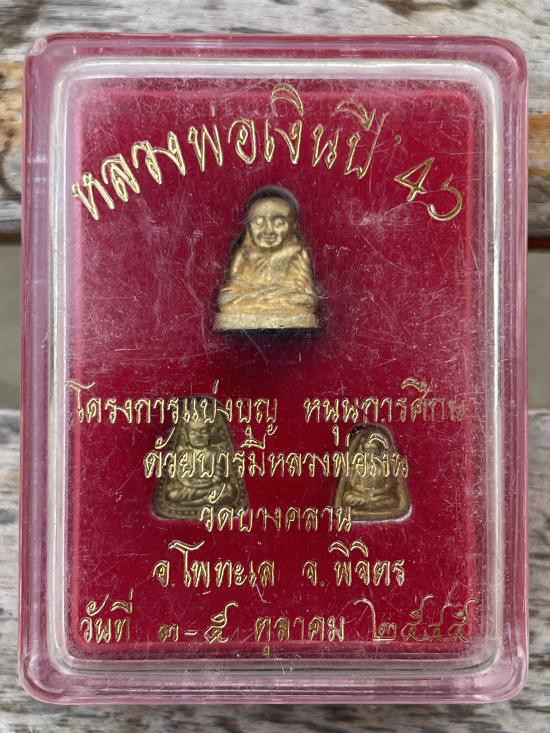 หลวงพ่อเงินปี '45
โครงการแบ่งบุญ หนุนการศึกษา
ด้วยบารมีหลวงพ่อเงิน
วัดบางคลาน
อ.โพทะเล จ.พิจิตร
วันที่ ๓-๕ ตุลาคม ๒๕๔๕